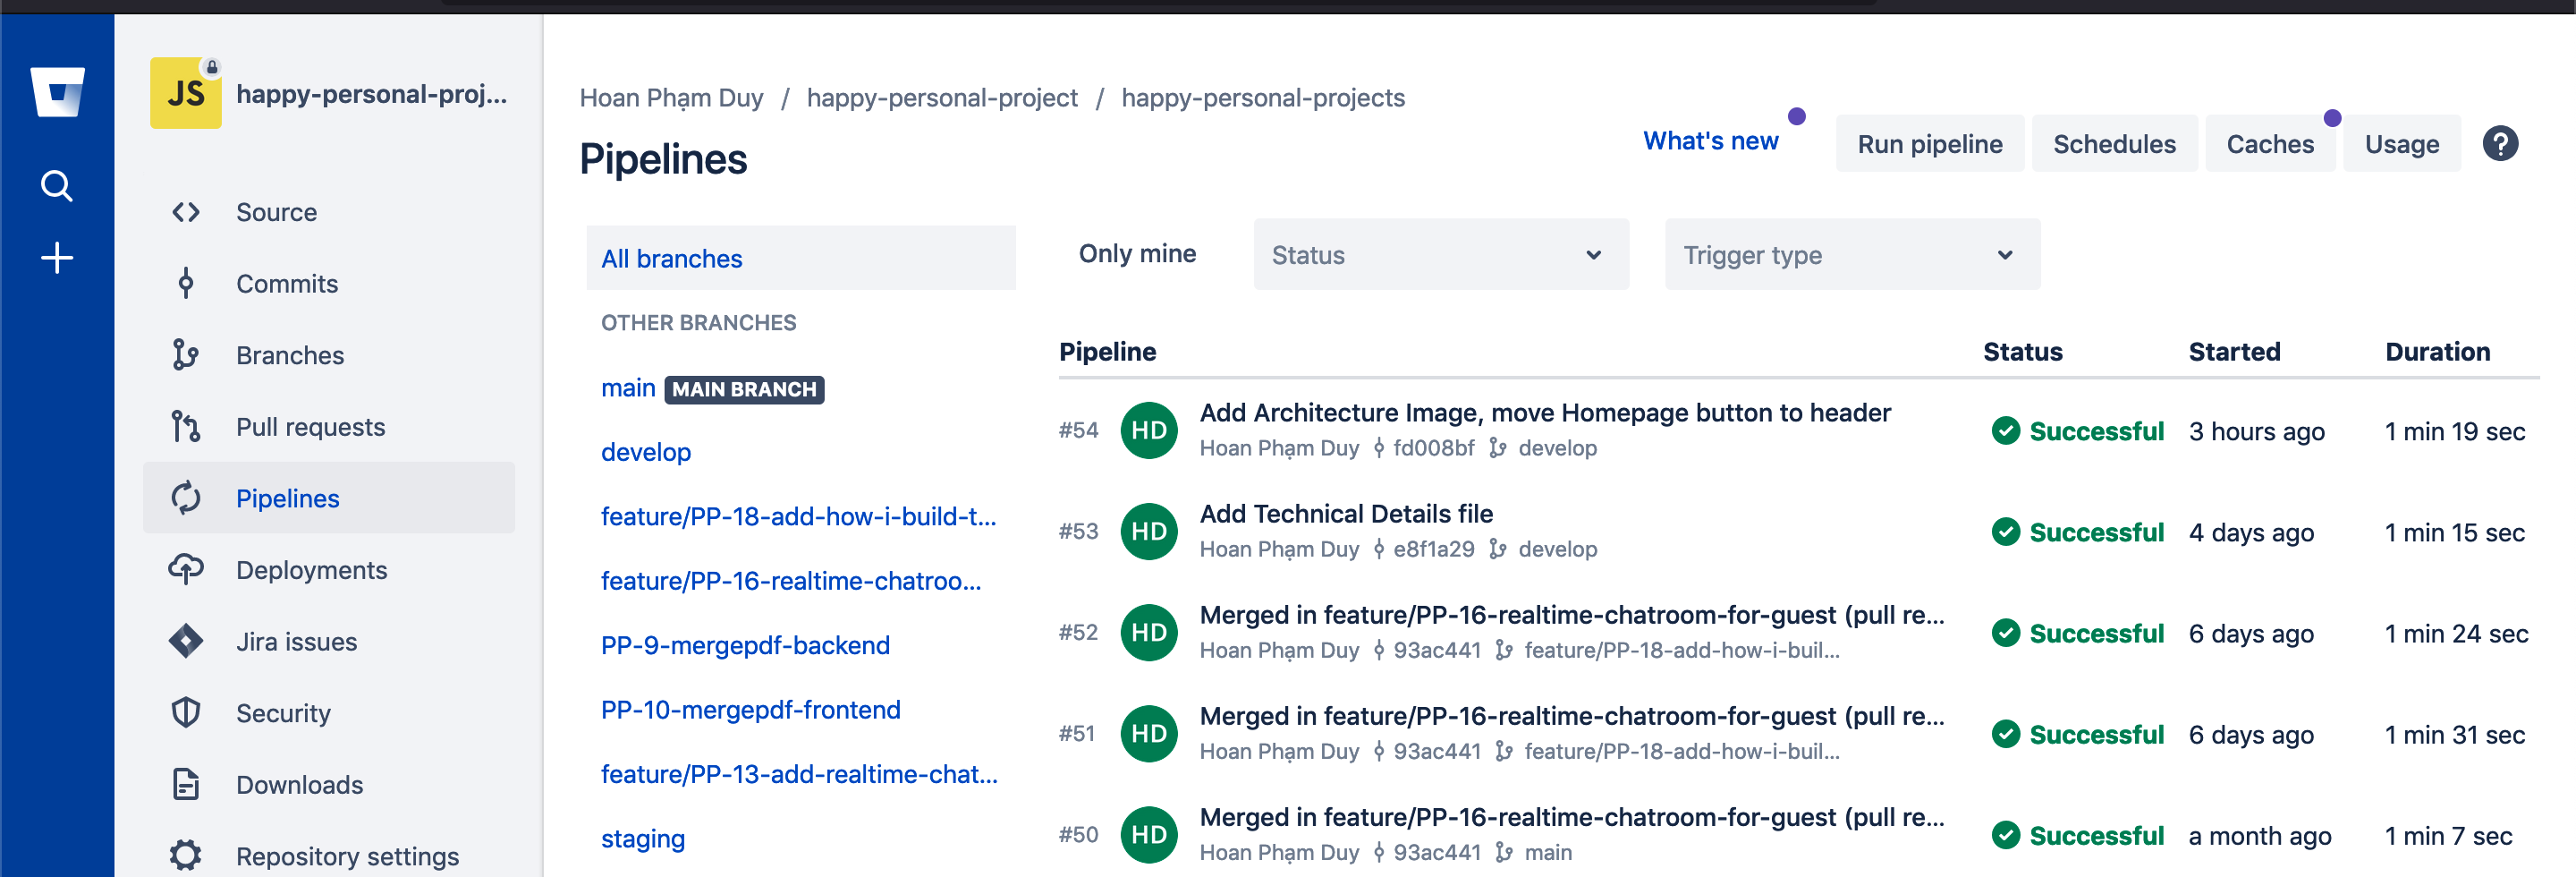 JS
happy-personal-proj...
Source
Commits
Branches
Pull requests
Pipelines
Deployments
Jira issues
Security
Downloads
Repository settings
Hoan Phạm Duy / happy-personal-project / happy-personal-projects
Pipelines
What's new
Run pipeline
Schedules
Caches
Usage
?
All branches
OTHER BRANCHES
main MAIN BRANCH
develop
feature/PP-18-add-how-i-build-t...
feature/PP-16-realtime-chatroo...
PP-9-mergepdf-backend
PP-10-mergepdf-frontend
feature/PP-13-add-realtime-chat...
staging
Only mine
Status
Trigger type
Pipeline Status Started Duration
#54 HD Add Architecture Image, move Homepage button to header Successful 3 hours ago 1 min 19 sec
Hoan Phạm Duy fd008bf develop
#53 HD Add Technical Details file Successful 4 days ago 1 min 15 sec
Hoan Phạm Duy e8f1a29 develop
#52 HD Merged in feature/PP-16-realtime-chatroom-for-guest (pull re... Successful 6 days ago 1 min 24 sec
Hoan Phạm Duy 93ac441 feature/PP-18-add-how-i-buil...
#51 HD Merged in feature/PP-16-realtime-chatroom-for-guest (pull re... Successful 6 days ago 1 min 31 sec
Hoan Phạm Duy 93ac441 feature/PP-18-add-how-i-buil...
#50 HD Merged in feature/PP-16-realtime-chatroom-for-guest (pull re... Successful a month ago 1 min 7 sec
Hoan Phạm Duy 93ac441 main